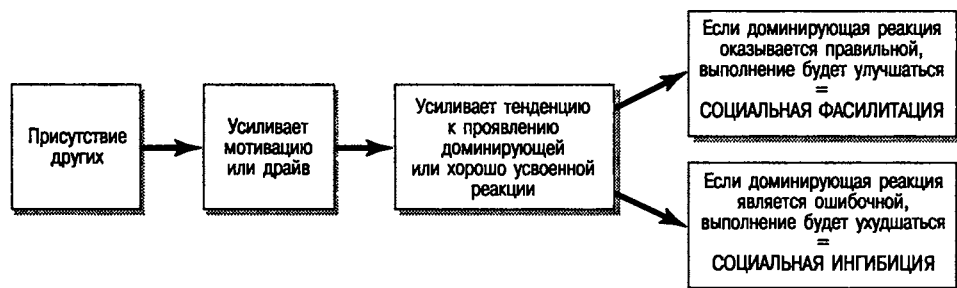 Присутствие
других
Усиливает
мотивацию
или драйв
Усиливает тенденцию
к проявлению
доминирующей
или хорошо усвоенной
реакции
Если доминирующая реакция
оказывается правильной,
выполнение будет улучшаться
=
СОЦИАЛЬНАЯ ФАСИЛИТАЦИЯ
Если доминирующая реакция
является ошибочной,
выполнение будет ухудшаться
=
СОЦИАЛЬНАЯ ИНГИБИЦИЯ